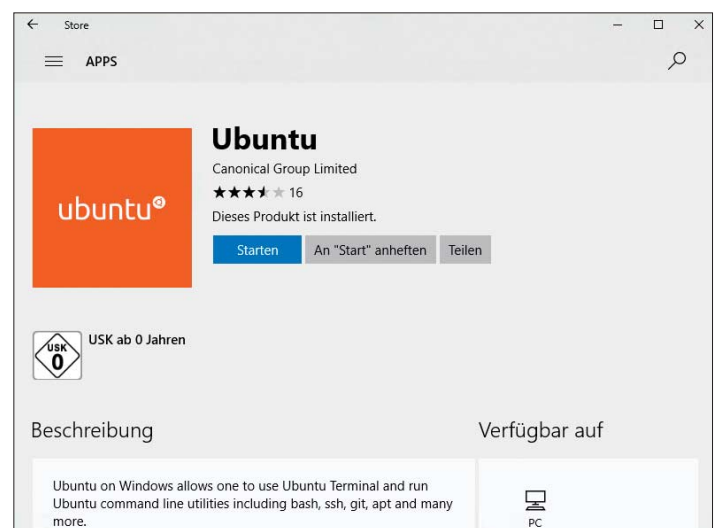 Store
APPS
ubuntu®
Ubuntu
Canonical Group Limited
16
Dieses Produkt ist installiert.
Starten
An "Start" anheften
Teilen
USK
0
USK ab 0 Jahren
Beschreibung
Verfügbar auf
Ubuntu on Windows allows one to use Ubuntu Terminal and run
Ubuntu command line utilities including bash, ssh, git, apt and many
more.
PC